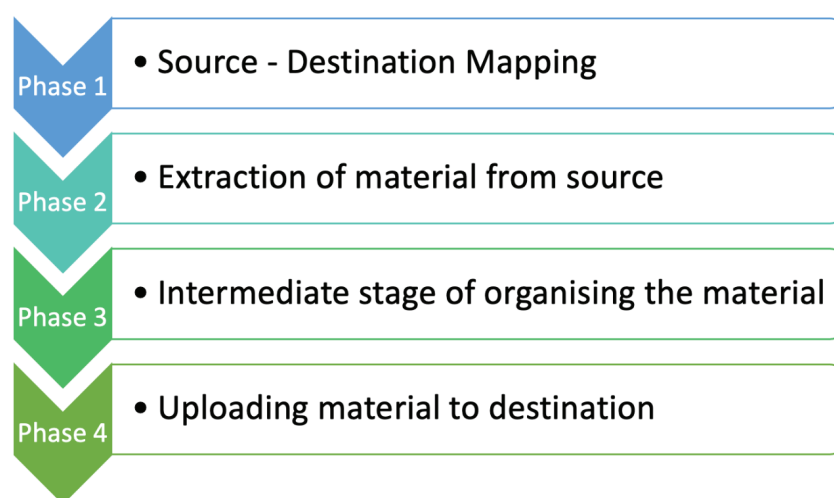 Phase 1
• Source - Destination Mapping
Phase 2
• Extraction of material from source
Phase 3
• Intermediate stage of organising the material
Phase 4
• Uploading material to destination